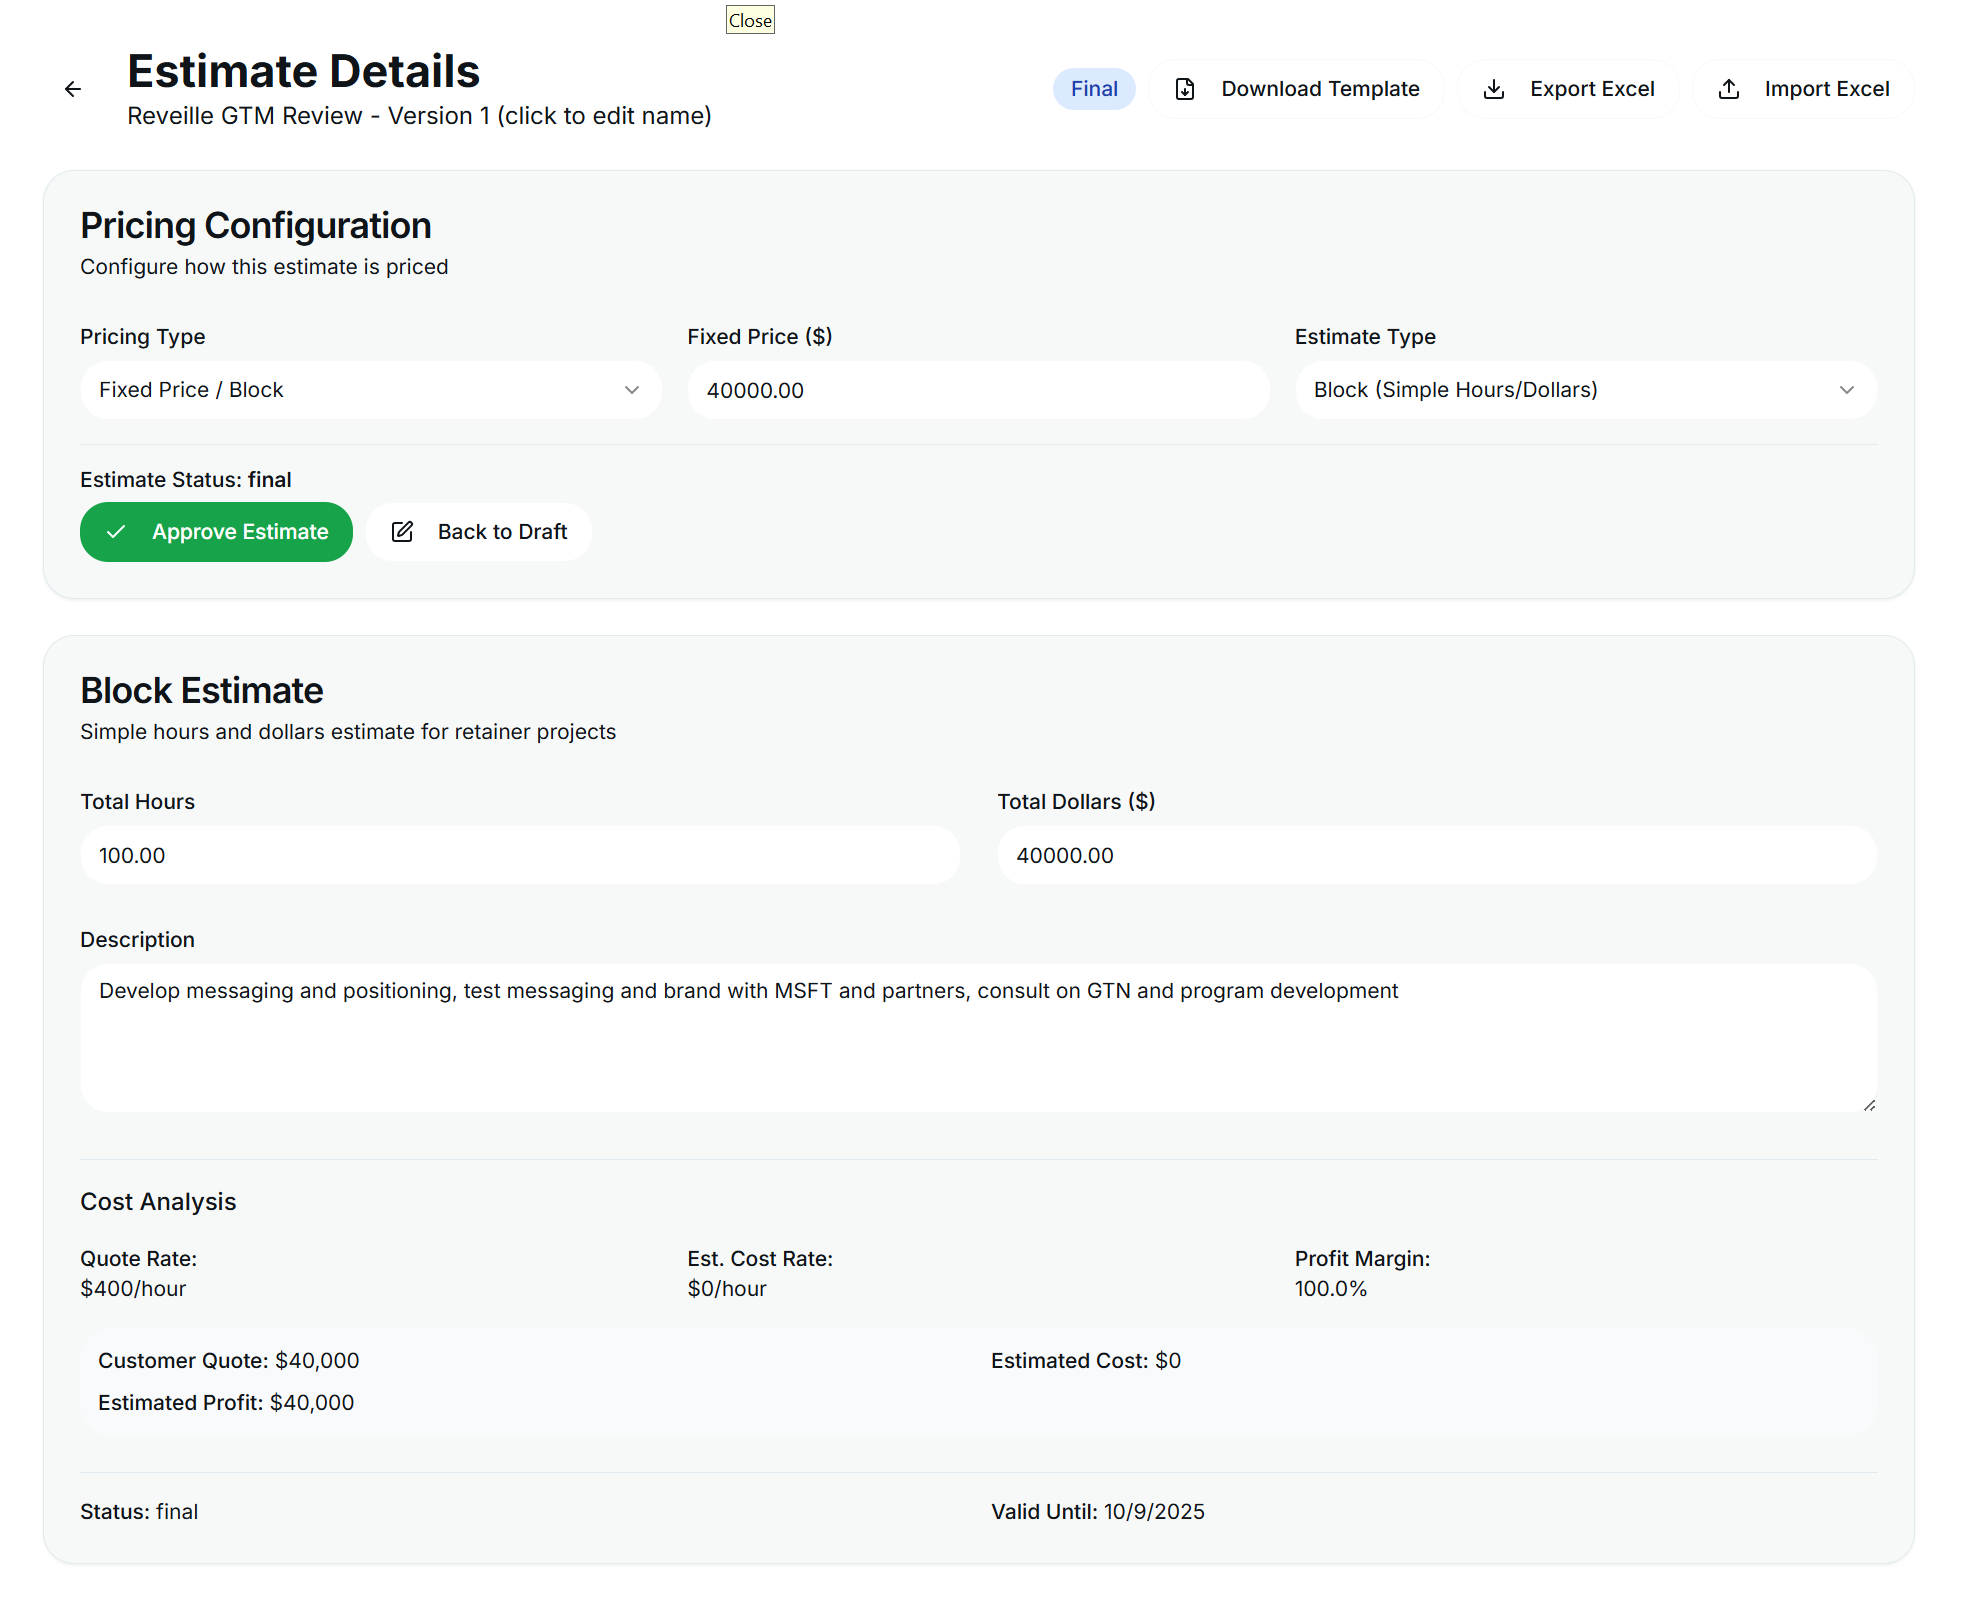 Close
Estimate Details
Reveille GTM Review - Version 1 (click to edit name)
Final
Download Template
Export Excel
Import Excel
Pricing Configuration
Configure how this estimate is priced
Pricing Type
Fixed Price ($)
Estimate Type
Fixed Price / Block
40000.00
Block (Simple Hours/Dollars)
Estimate Status: final
Approve Estimate
Back to Draft
Block Estimate
Simple hours and dollars estimate for retainer projects
Total Hours
Total Dollars ($)
100.00
40000.00
Description
Develop messaging and positioning, test messaging and brand with MSFT and partners, consult on GTN and program development
Cost Analysis
Quote Rate:
$400/hour
Est. Cost Rate:
$0/hour
Profit Margin:
100.0%
Customer Quote: $40,000
Estimated Cost: $0
Estimated Profit: $40,000
Status: final
Valid Until: 10/9/2025